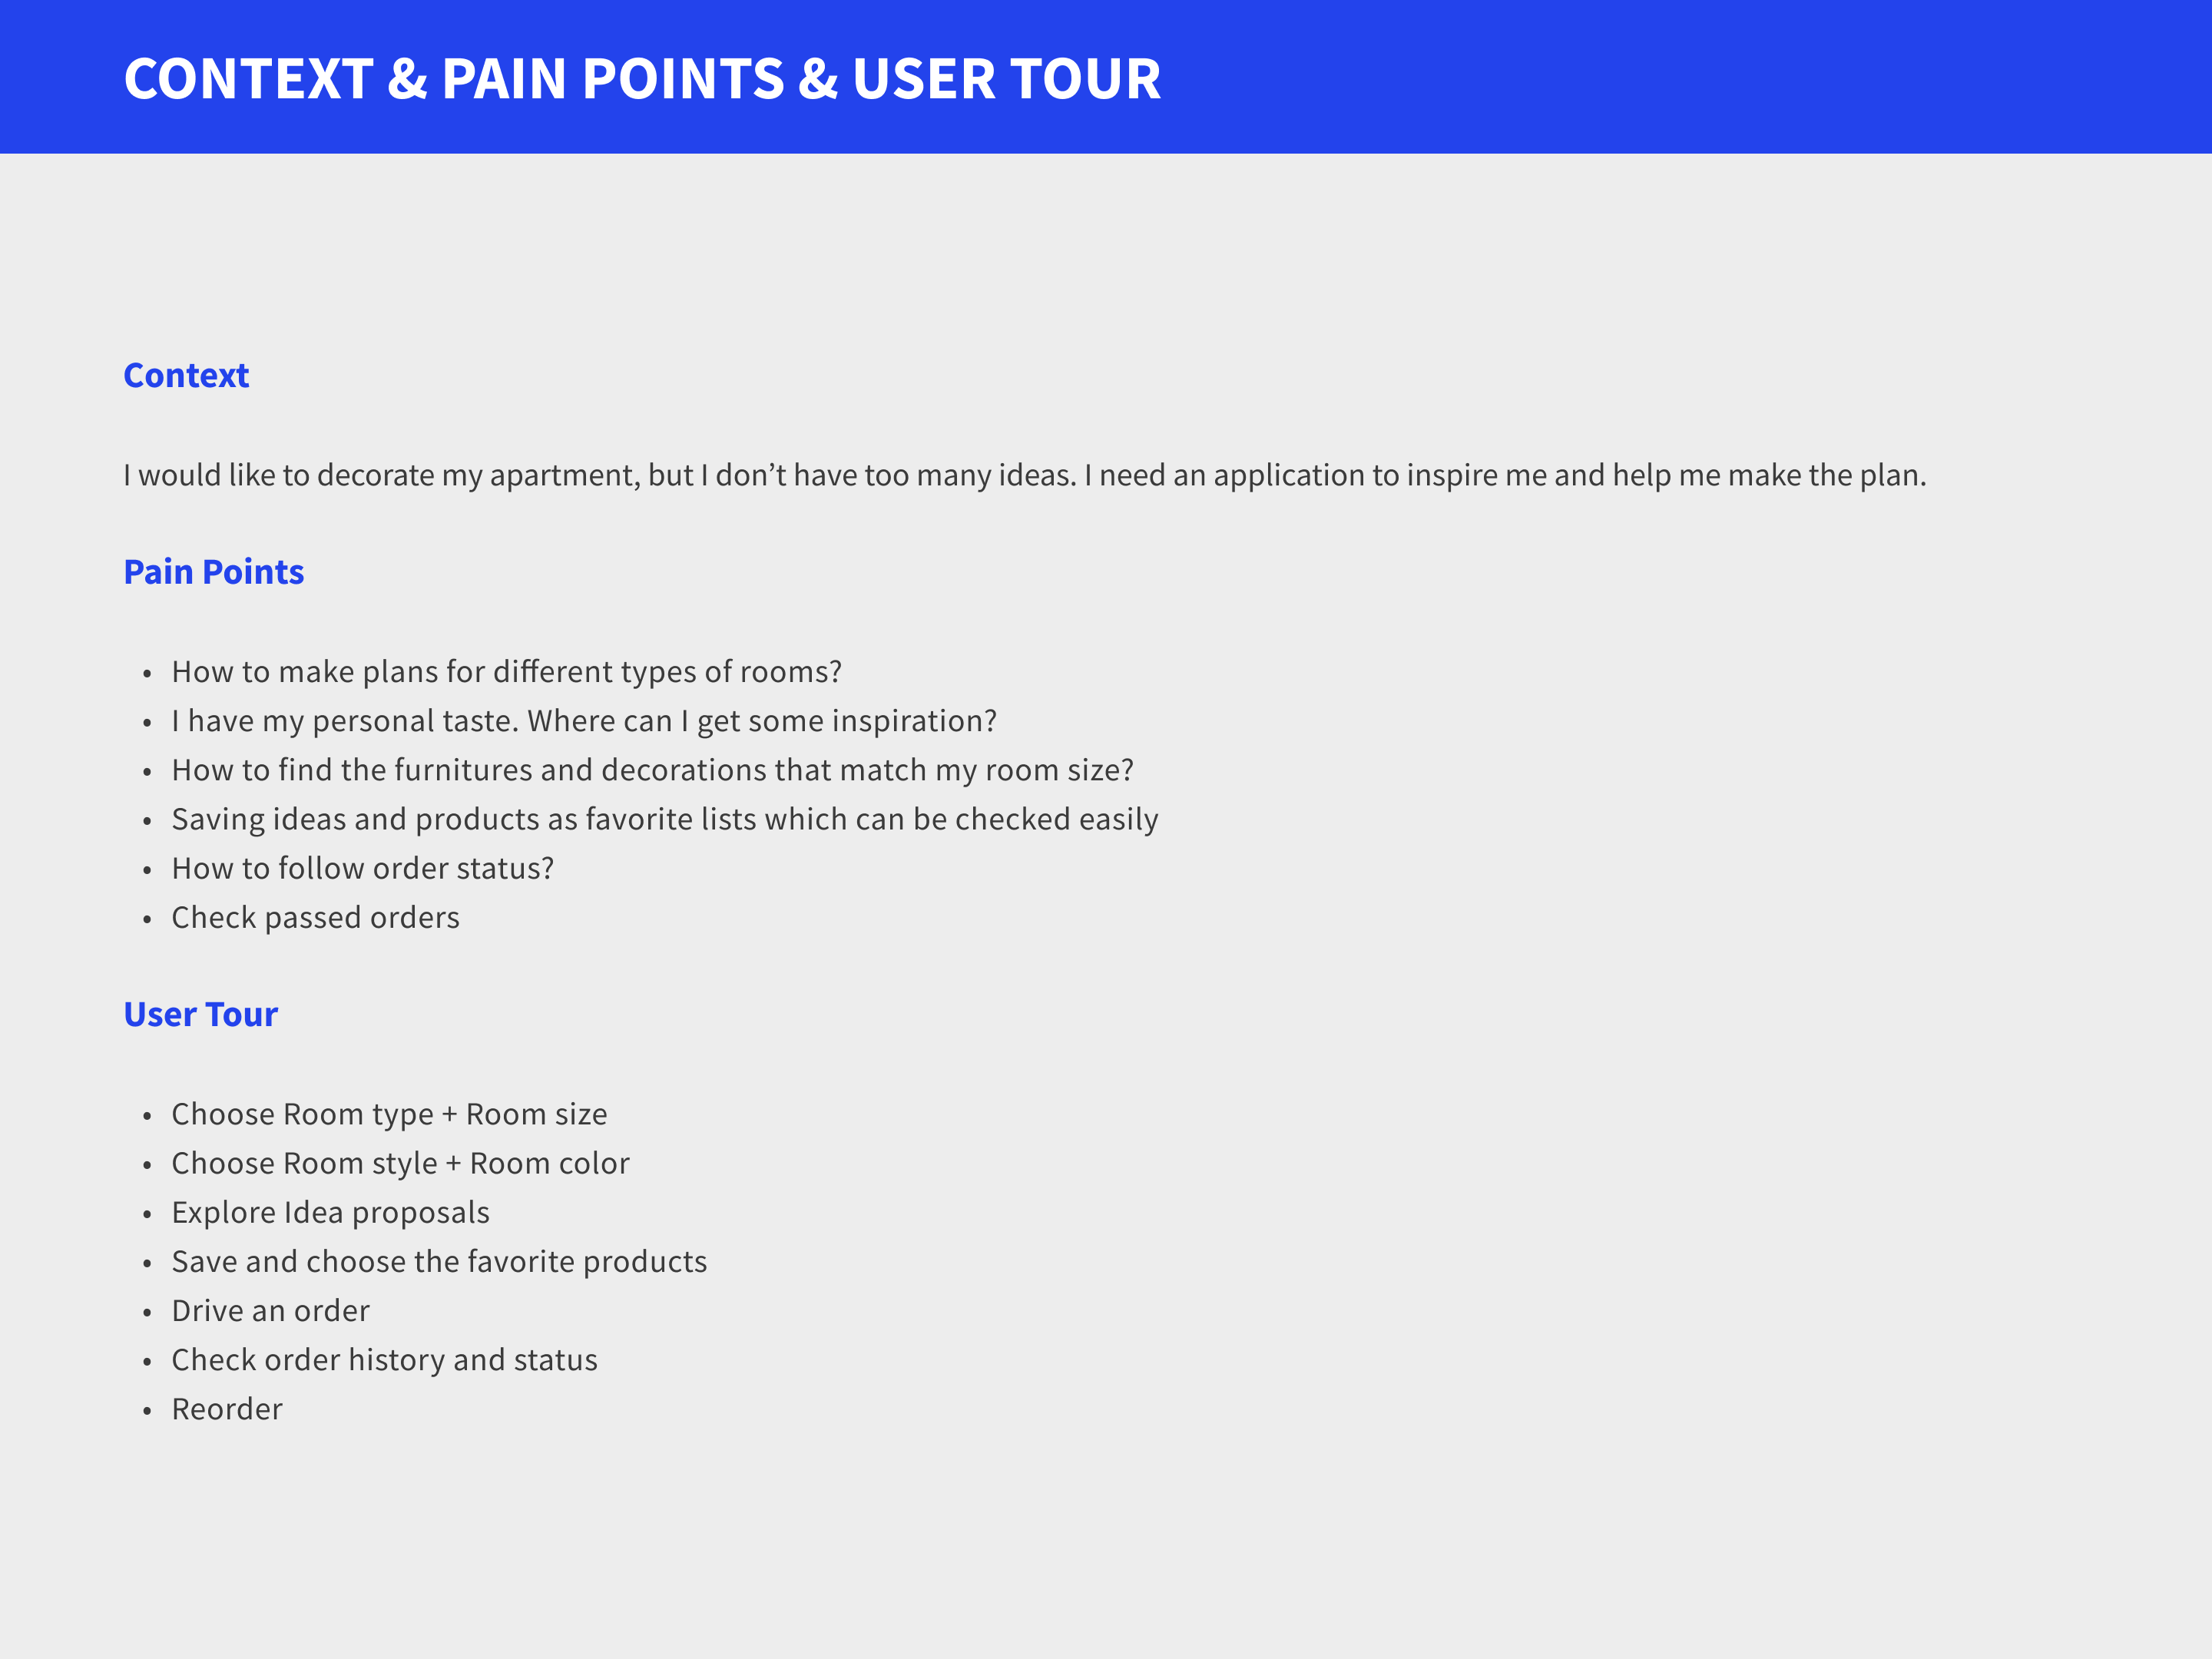 CONTEXT & PAIN POINTS & USER TOUR
Context
I would like to decorate my apartment, but I don’t have too many ideas. I need an application to inspire me and help me make the plan.
Pain Points
• How to make plans for different types of rooms?
• I have my personal taste. Where can I get some inspiration?
• How to find the furnitures and decorations that match my room size?
• Saving ideas and products as favorite lists which can be checked easily
• How to follow order status?
• Check passed orders
User Tour
• Choose Room type + Room size
• Choose Room style + Room color
• Explore Idea proposals
• Save and choose the favorite products
• Drive an order
• Check order history and status
• Reorder